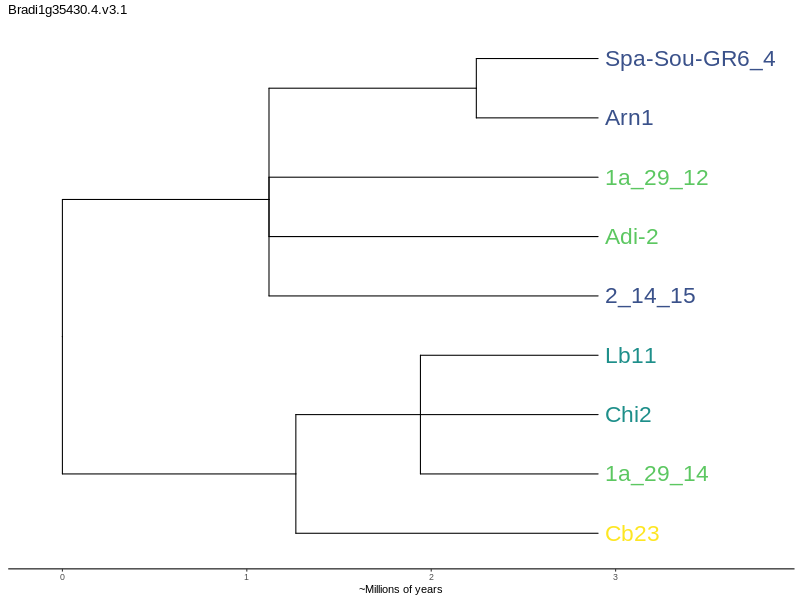 Bradi1g35430.4.v3.1
Spa-Sou-GR6_4
Arn1
1a_29_12
Adi-2
2_14_15
Lb11
Chi2
1a_29_14
Cb23
0 1 2 3
~Millions of years